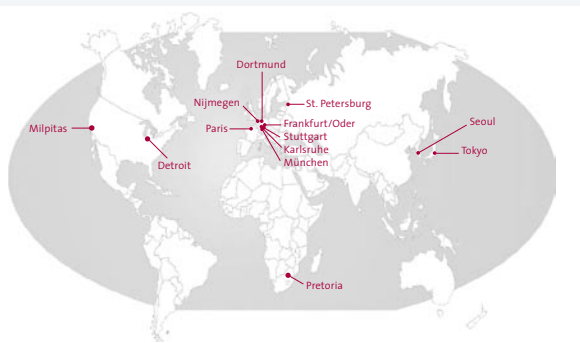 Dortmund
Nijmegen
St. Petersburg
Frankfurt/Oder
Seoul
Milpitas
Paris
Stuttgart
Karlsruhe
Tokyo
Detroit
München
Pretoria